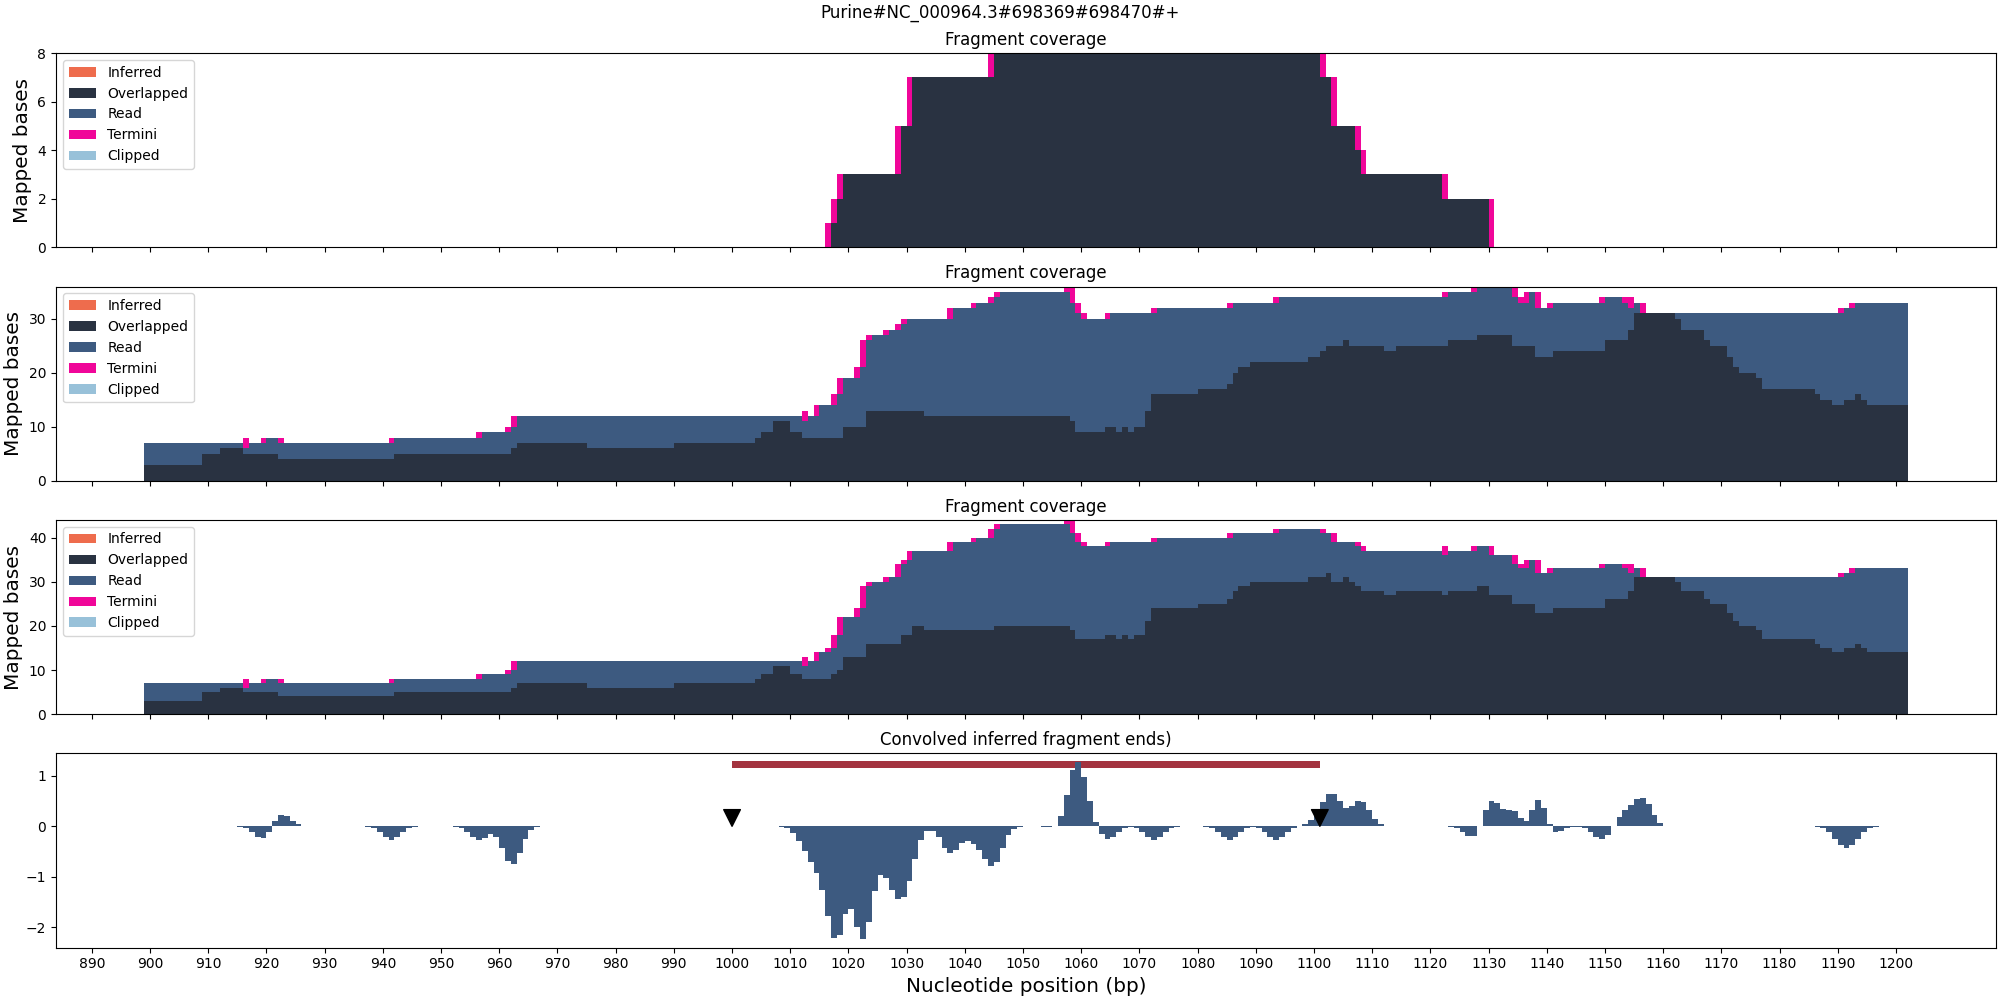 Purine#NC_000964.3#698369#698470#+
Fragment coverage
Mapped bases
8
6
4
2
0
Inferred
Overlapped
Read
Termini
Clipped
Fragment coverage
Mapped bases
30
20
10
0
Inferred
Overlapped
Read
Termini
Clipped
Fragment coverage
Mapped bases
40
30
20
10
0
Inferred
Overlapped
Read
Termini
Clipped
Convolved inferred fragment ends)
1
0
−1
−2
890 900 910 920 930 940 950 960 970 980 990 1000 1010 1020 1030 1040 1050 1060 1070 1080 1090 1100 1110 1120 1130 1140 1150 1160 1170 1180 1190 1200
Nucleotide position (bp)